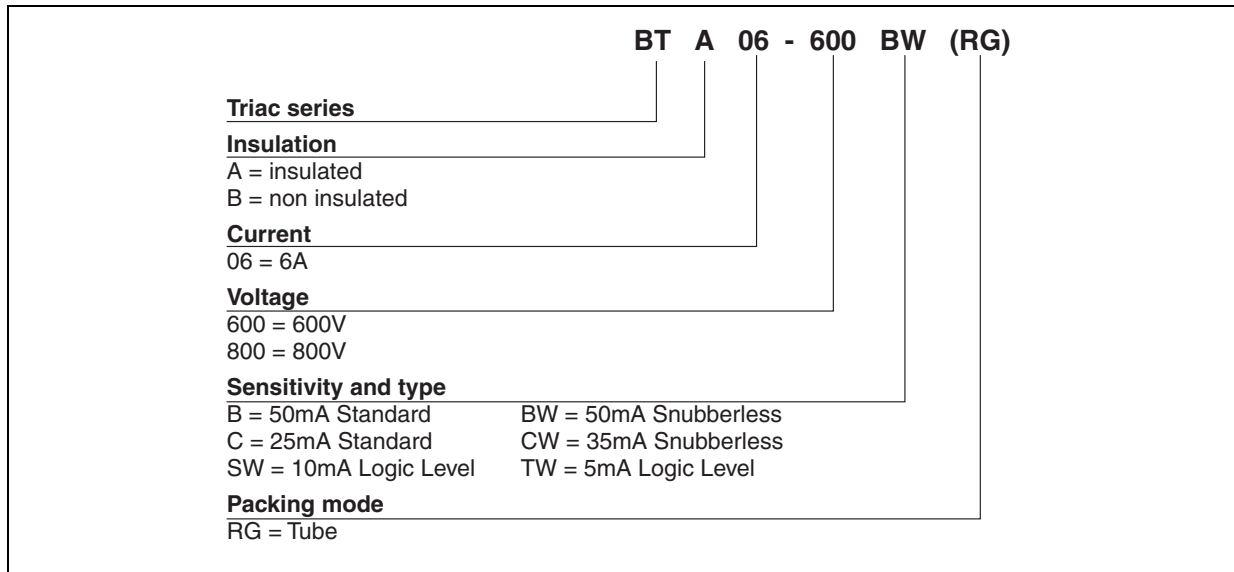 BT A 06 - 600 BW (RG)
Triac series
Insulation
A = insulated
B = non insulated
Current
06 = 6A
Voltage
600 = 600V
800 = 800V
Sensitivity and type
B = 50mA Standard BW = 50mA Snubberless
C = 25mA Standard CW = 35mA Snubberless
SW = 10mA Logic Level TW = 5mA Logic Level
Packing mode
RG = Tube